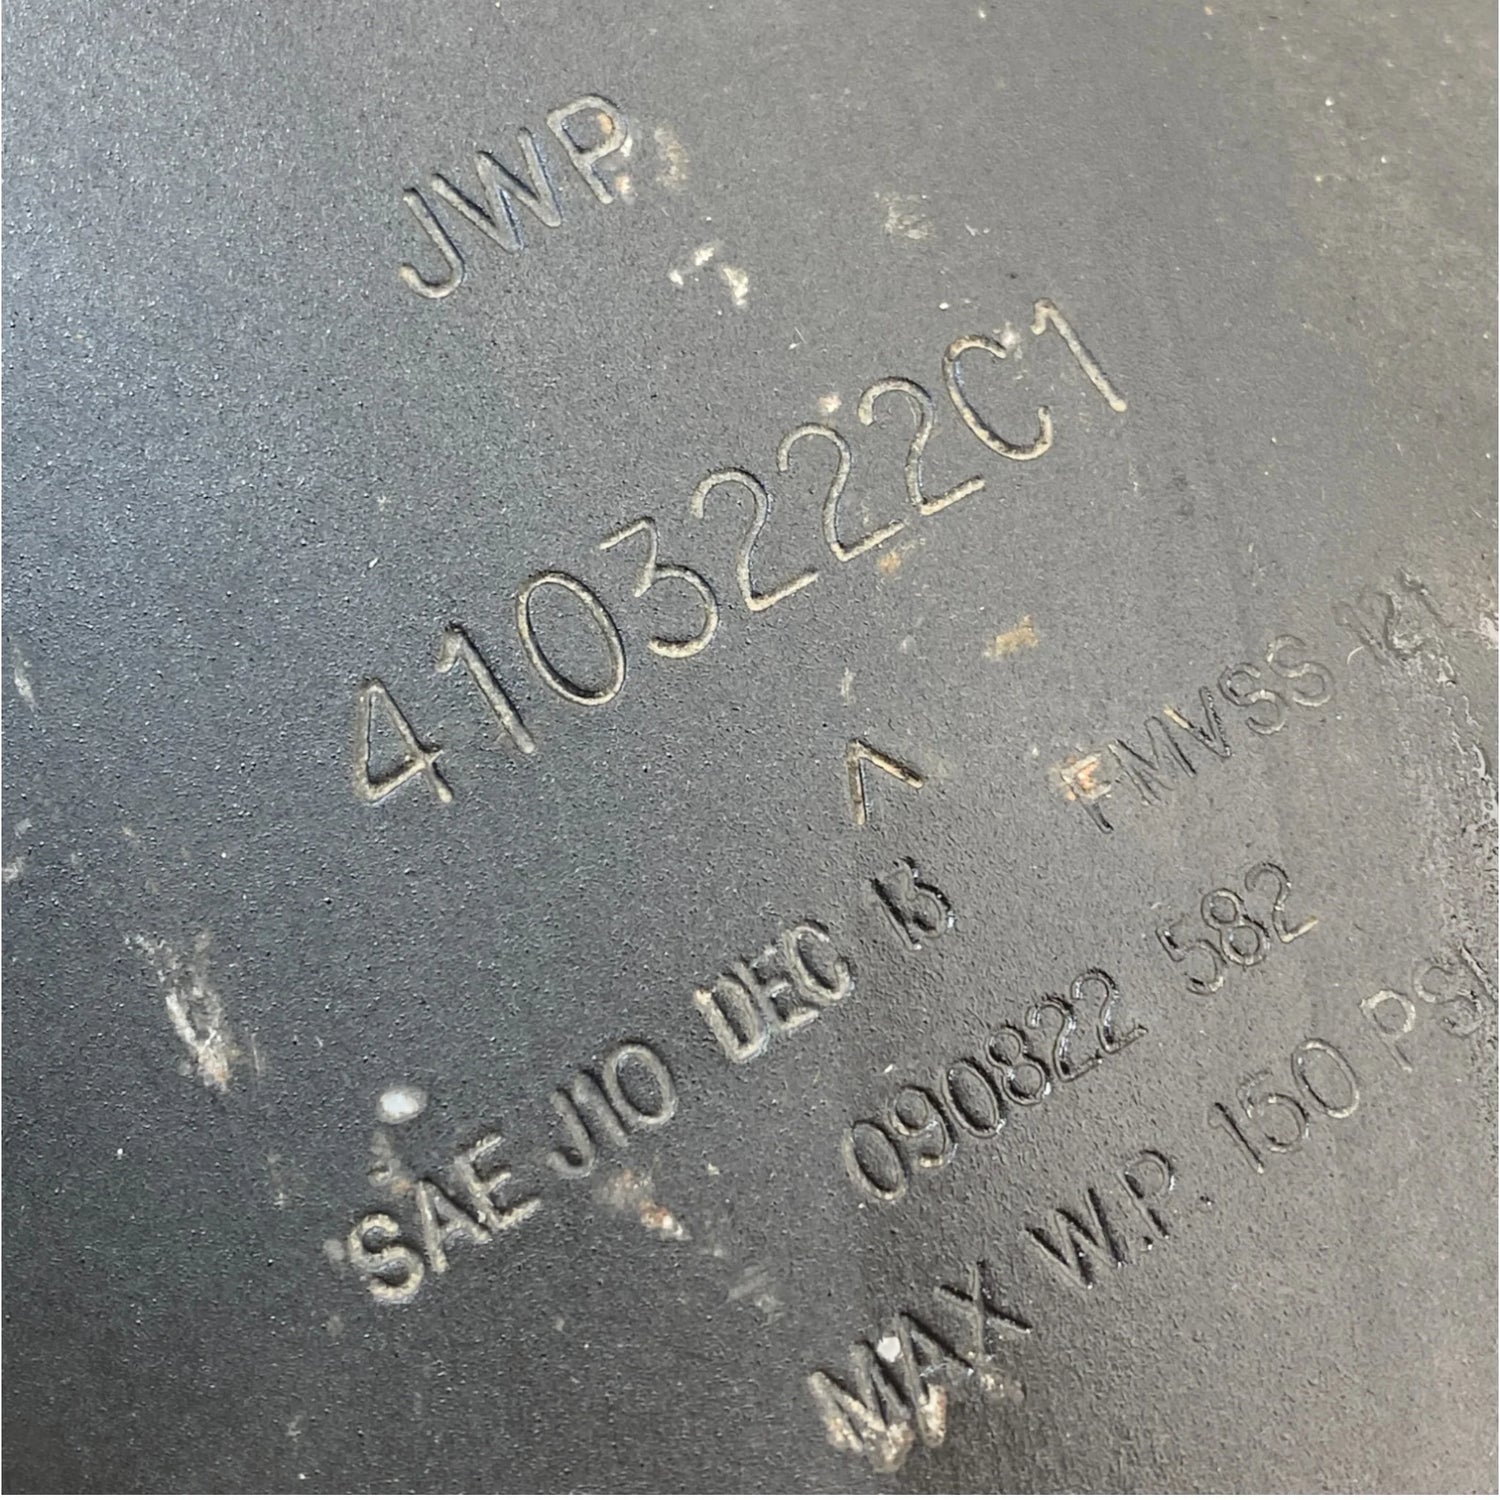 JWP
4103222C1
^
SAE J10 DEC 13 FMVSS 121
090822 582
MAX W.P. 150 PSI